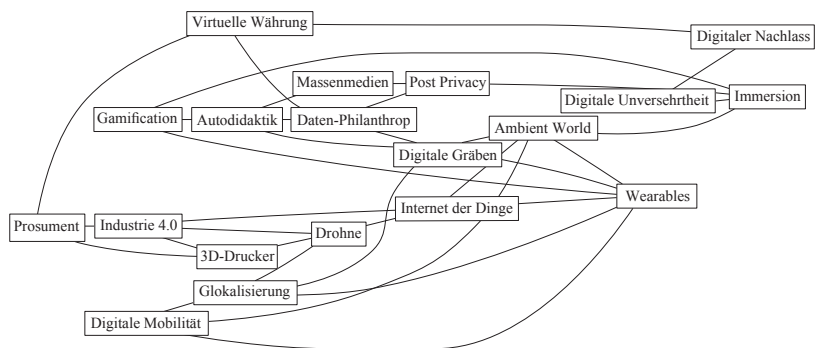 Virtuelle Währung
Digitaler Nachlass
Massenmedien
Post Privacy
Digitale Unversehrtheit
Immersion
Gamification
Autodidaktik
Daten-Philanthrop
Ambient World
Digitale Gräben
Wearables
Internet der Dinge
Prosument
Industrie 4.0
Drohne
3D-Drucker
Glokalisierung
Digitale Mobilität